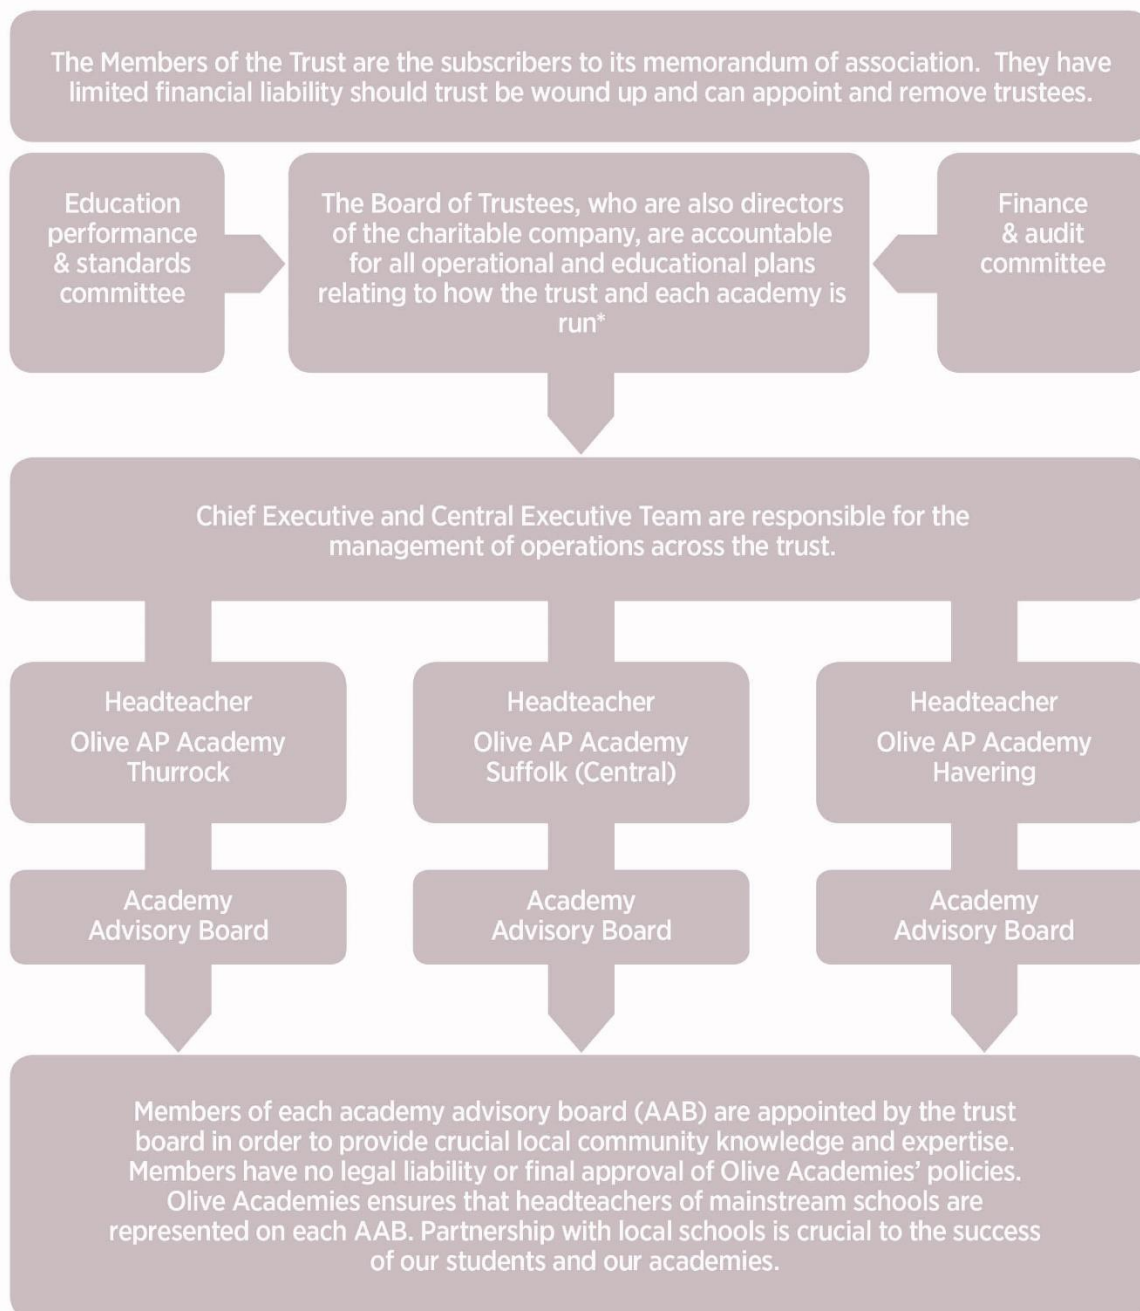 The Members of the Trust are the subscribers to its memorandum of association. They have
limited financial liability should trust be wound up and can appoint and remove trustees.
Education
performance
& standards
committee
The Board of Trustees, who are also directors
of the charitable company, are accountable
for all operational and educational plans
relating to how the trust and each academy is
run*
Finance
& audit
committee
Chief Executive and Central Executive Team are responsible for the
management of operations across the trust.
Headteacher
Olive AP Academy
Thurrock
Headteacher
Olive AP Academy
Suffolk (Central)
Headteacher
Olive AP Academy
Havering
Academy
Advisory Board
Academy
Advisory Board
Academy
Advisory Board
Members of each academy advisory board (AAB) are appointed by the trust
board in order to provide crucial local community knowledge and expertise.
Members have no legal liability or final approval of Olive Academies’ policies.
Olive Academies ensures that headteachers of mainstream schools are
represented on each AAB. Partnership with local schools is crucial to the success
of our students and our academies.